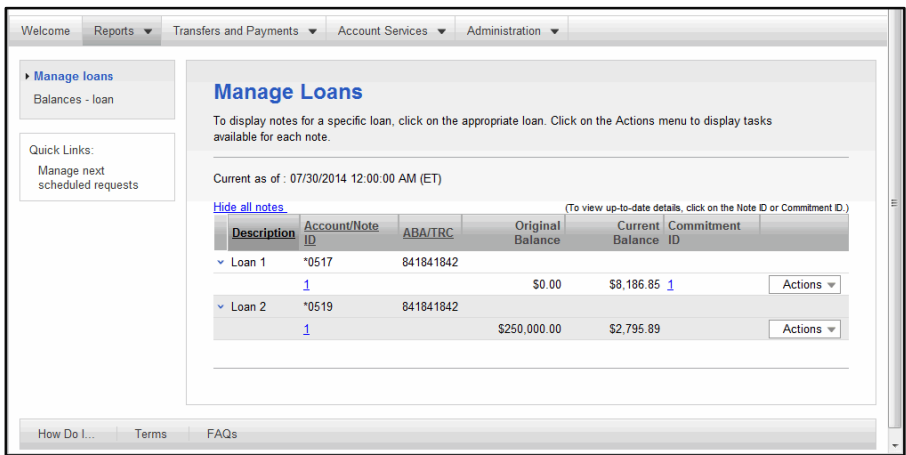 Welcome Reports Transfers and Payments Account Services Administration
Manage loans
Balances - loan
Quick Links:
Manage next
scheduled requests
Manage Loans
To display notes for a specific loan, click on the appropriate loan. Click on the Actions menu to display tasks
available for each note.
Current as of : 07/30/2014 12:00:00 AM (ET)
Hide all notes (To view up-to-date details, click on the Note ID or Commitment ID.)
Description Account/Note ID ABA/TRC Original Balance Current Balance Commitment ID
Loan 1 *0517 841841842
1 $0.00 $8,186.85 1 Actions
Loan 2 *0519 841841842
1 $250,000.00 $2,795.89 Actions
How Do I... Terms FAQs